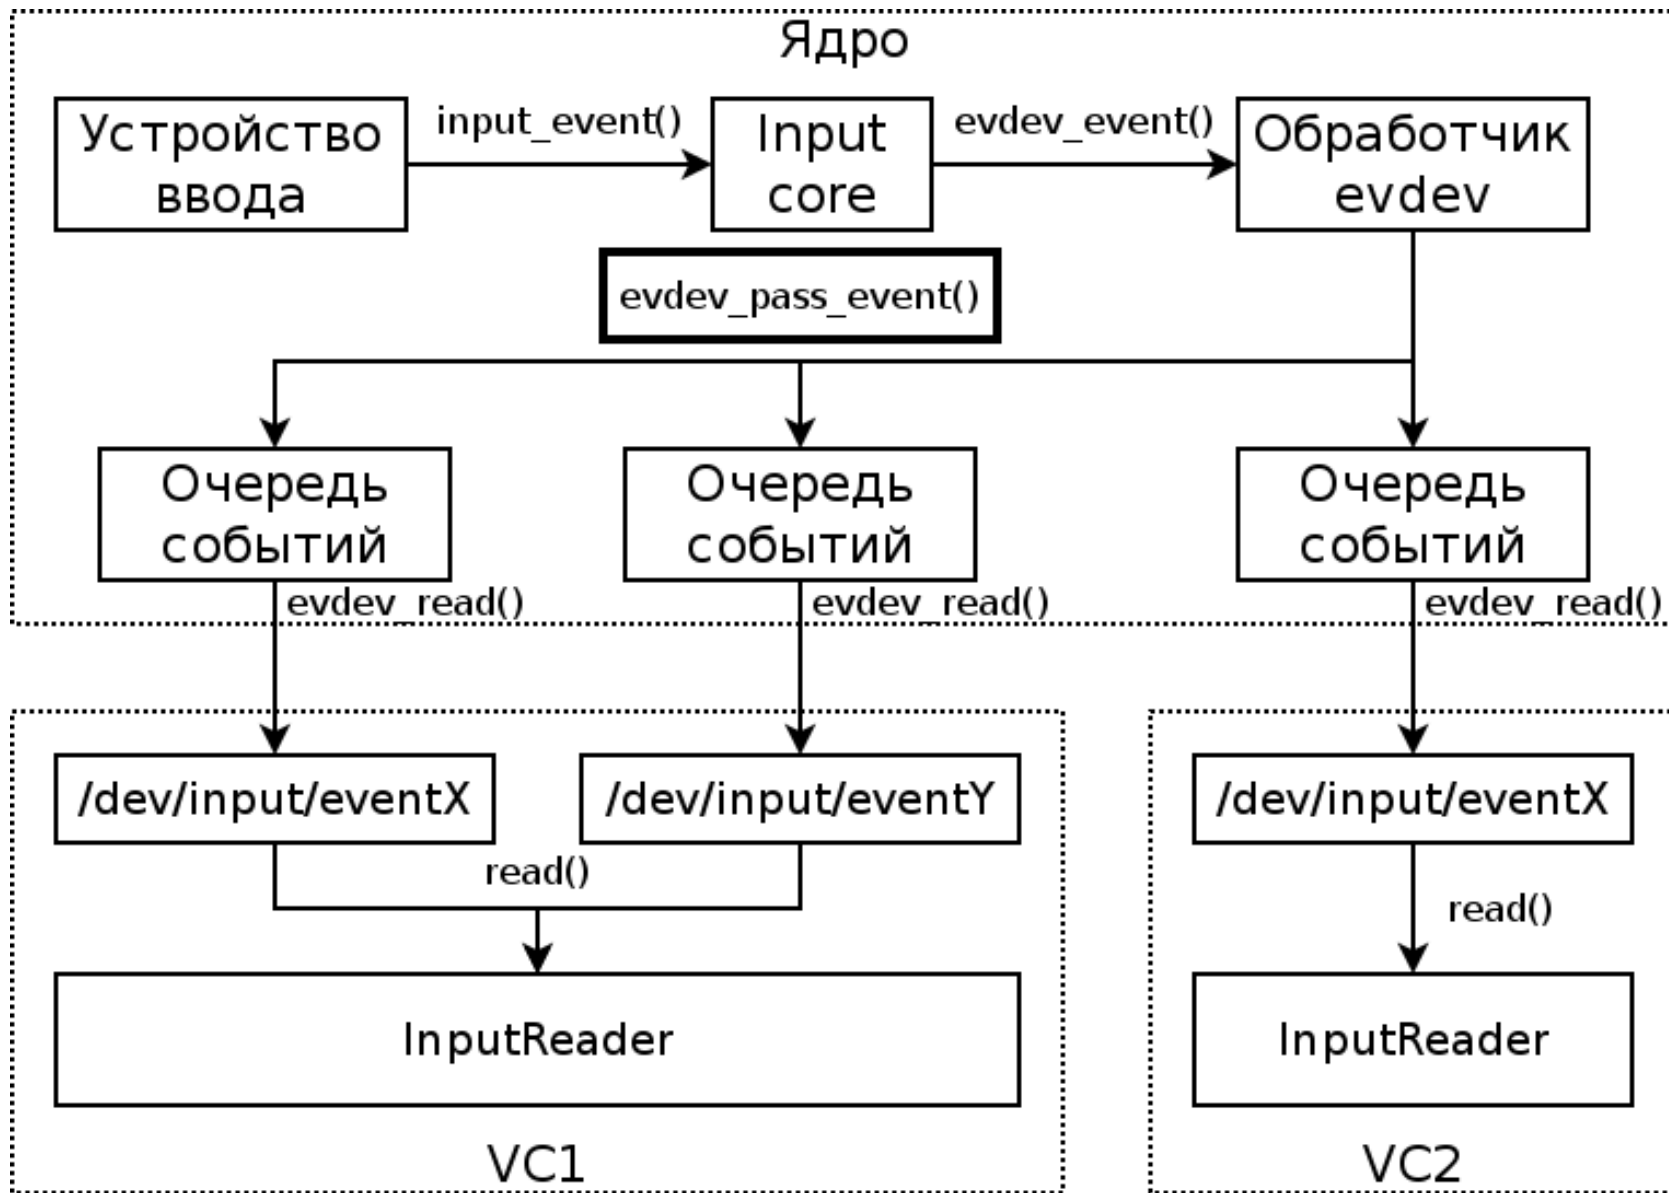 Ядро
Устройство
ввода
input_event()
Input
core
evdev_event()
Обработчик
evdev
evdev_pass_event()
Очередь
событий
Очередь
событий
Очередь
событий
evdev_read()
evdev_read()
evdev_read()
/dev/input/eventX
/dev/input/eventY
/dev/input/eventX
read()
read()
InputReader
InputReader
VC1
VC2